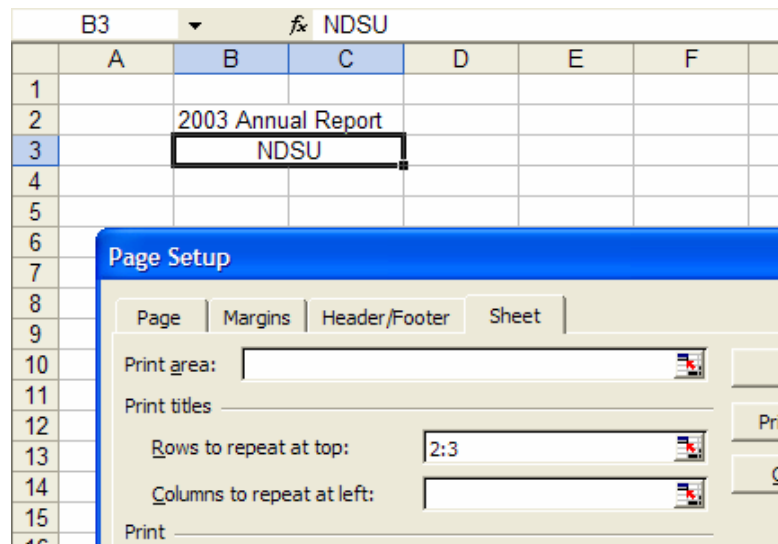 B3 fx NDSU
A B C D E F
1
2 2003 Annual Report
3 NDSU
4
5
6
7 Page Setup
8
9 Page Margins Header/Footer Sheet
10 Print area:
11
12 Print titles
13 Rows to repeat at top: 2:3
14 Columns to repeat at left:
15
Print